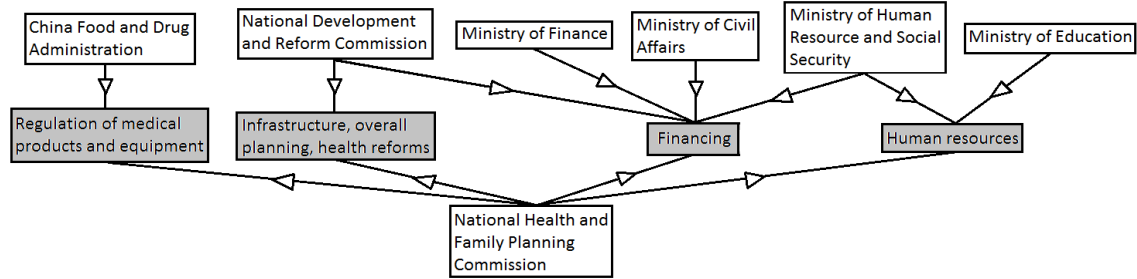 China Food and Drug
Administration
National Development
and Reform Commission
Ministry of Finance
Ministry of Civil
Affairs
Ministry of Human
Resource and Social
Security
Ministry of Education
Regulation of medical
products and equipment
Infrastructure, overall
planning, health reforms
Financing
Human resources
National Health and
Family Planning
Commission